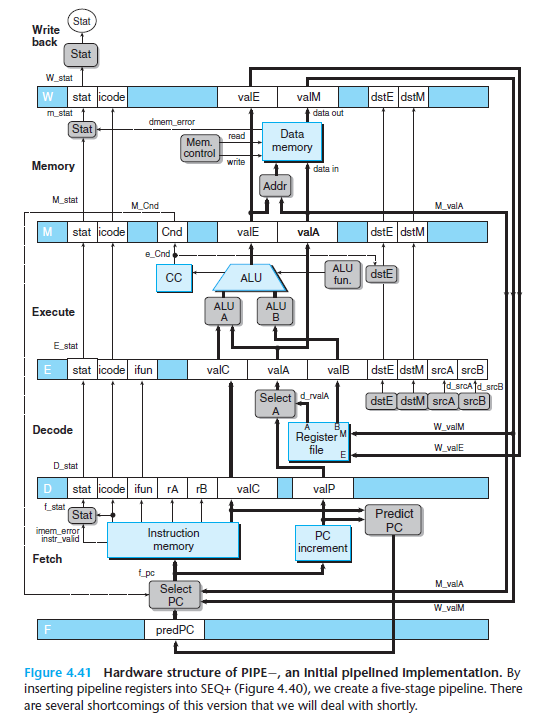 Stat
Write
back
Stat
W_stat
W stat icode valE valM dstE dstM
m_stat
data out
Stat
dmem_error
Mem.
control
read
write
Data
memory
data in
Memory
Addr
M_stat
M_Cnd
M_valA
M stat icode Cnd valE valA dstE dstM
e_Cnd
CC
ALU
ALU
fun.
dstE
Execute
ALU
A
ALU
B
E_stat
E stat icode ifun valC valA valB dstE dstM srcA srcB
d_srcA d_srcB
Select
A
d_rvalA
dstE dstM srcA srcB
Decode
A B
Register
file
M
E
W_valM
W_valE
D_stat
D stat icode ifun rA rB valC valP
f_stat
Stat
Predict
PC
imem_error
instr_valid
Instruction
memory
PC
increment
Fetch
f_pc
Select
PC
M_valA
W_valM
F predPC
Figure 4.41 Hardware structure of PIPE−, an initial pipelined implementation. By
inserting pipeline registers into SEQ+ (Figure 4.40), we create a five-stage pipeline. There
are several shortcomings of this version that we will deal with shortly.